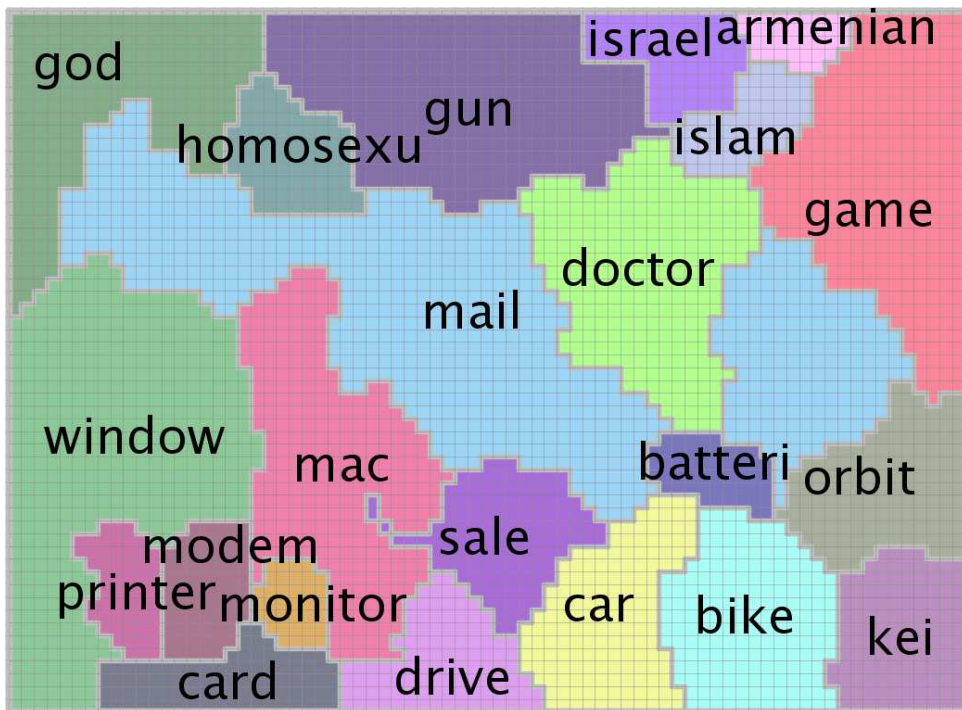 god
israel
armenian
gun
homosexu
islam
game
doctor
mail
window
mac
batteri
orbit
modem
sale
printer
monitor
car
bike
kei
card
drive